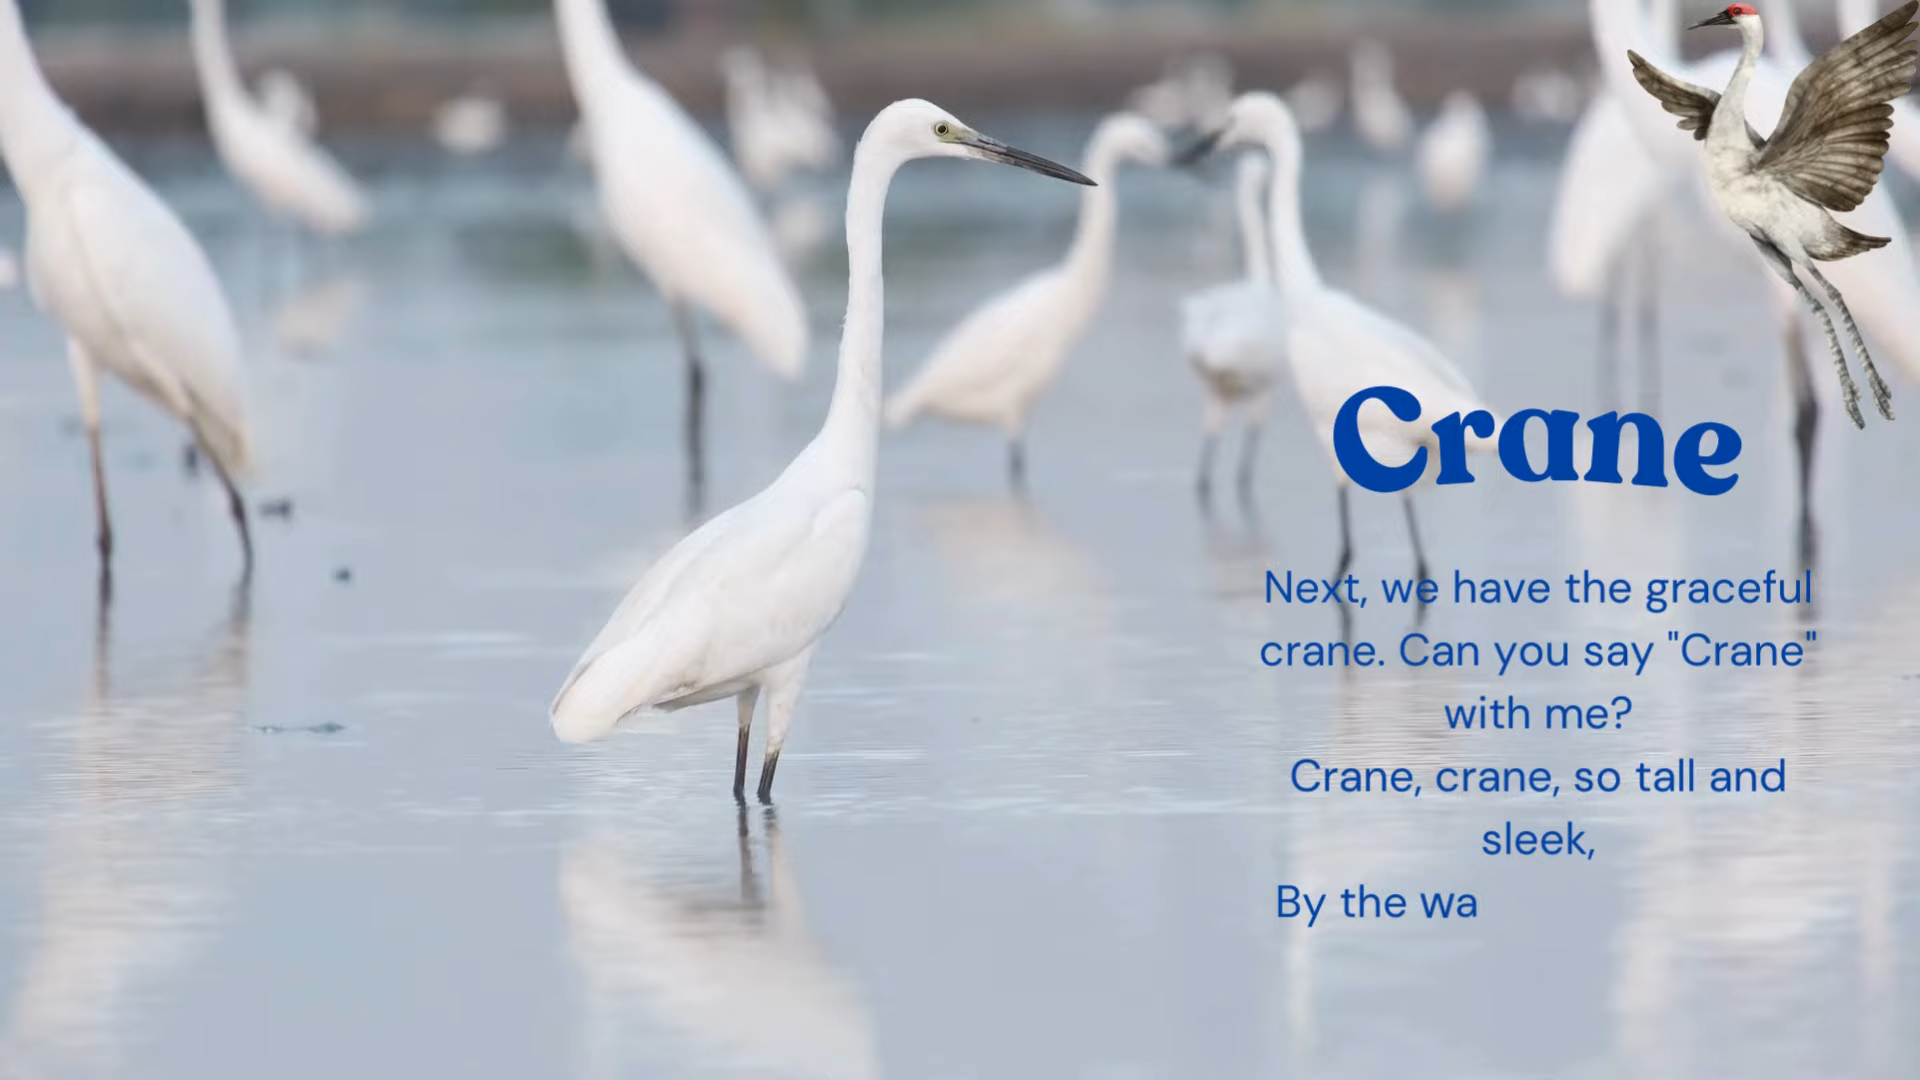 Crane
Next, we have the graceful
crane. Can you say "Crane"
with me?
Crane, crane, so tall and
sleek,
By the wa